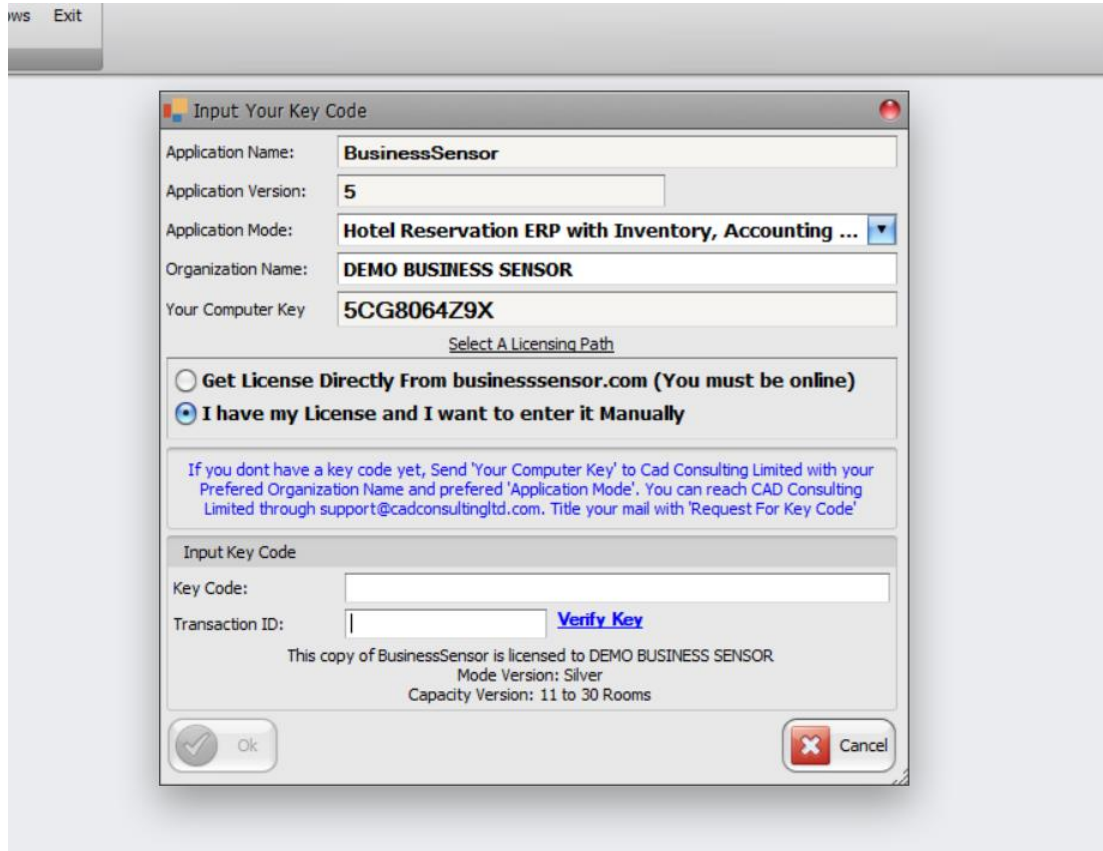 ows Exit
Input Your Key Code
Application Name: BusinessSensor
Application Version: 5
Application Mode: Hotel Reservation ERP with Inventory, Accounting ...
Organization Name: DEMO BUSINESS SENSOR
Your Computer Key 5CG8064Z9X
Select A Licensing Path
Get License Directly From businesssensor.com (You must be online)
I have my License and I want to enter it Manually
If you dont have a key code yet, Send 'Your Computer Key' to Cad Consulting Limited with your
Prefered Organization Name and prefered 'Application Mode'. You can reach CAD Consulting
Limited through support@cadconsultingltd.com. Title your mail with 'Request For Key Code'
Input Key Code
Key Code:
Transaction ID: Verify Key
This copy of BusinessSensor is licensed to DEMO BUSINESS SENSOR
Mode Version: Silver
Capacity Version: 11 to 30 Rooms
Ok Cancel